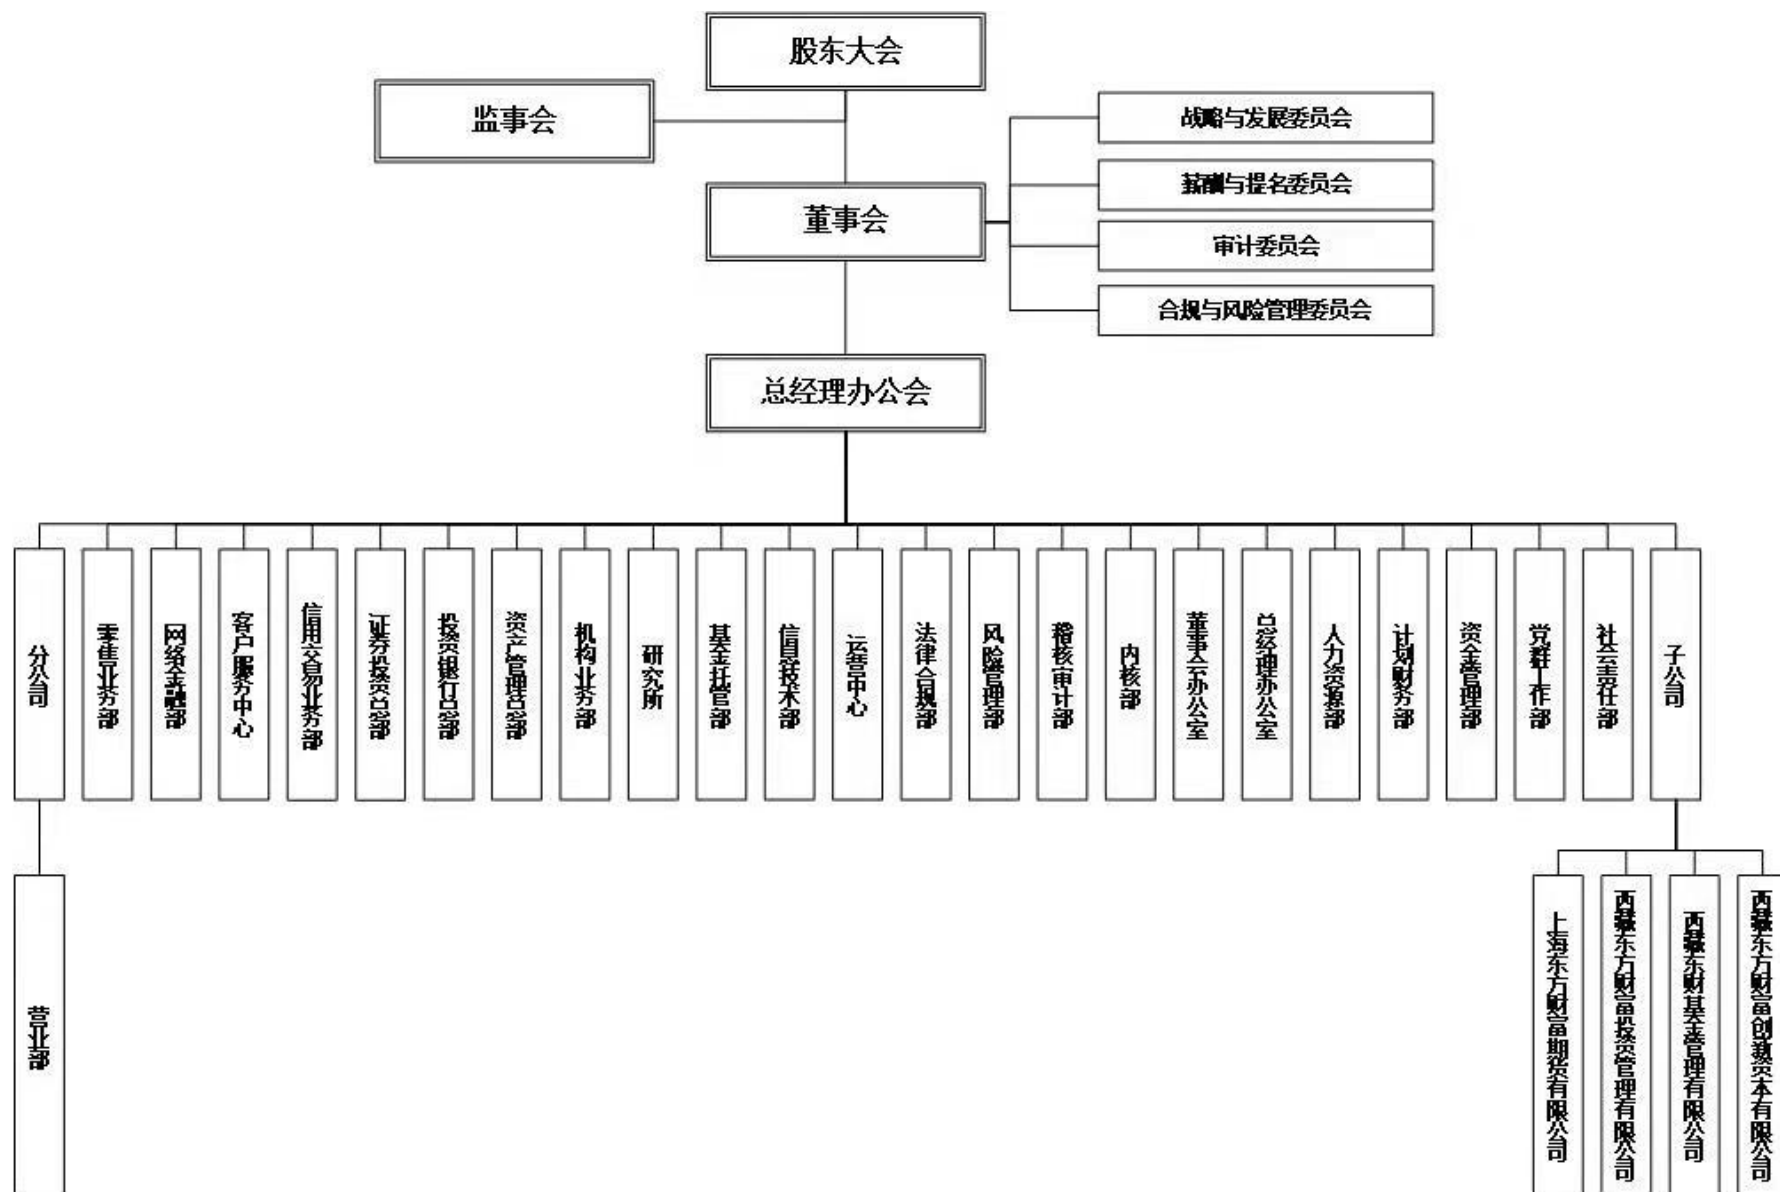 股东大会
监事会
战略与发展委员会
薪酬与提名委员会
董事会
审计委员会
合规与风险管理委员会
总经理办公会
分公司
零售业务部
网络金融部
客户服务中心
信用交易业务部
证券投资总部
投资银行总部
资产管理总部
机构业务部
研究所
基金托管部
信息技术部
运营中心
法律合规部
风险管理部
稽核审计部
内核部
董事会办公室
总经理办公室
人力资源部
计划财务部
资金管理部
党群工作部
社会责任部
子公司
营业部
上海东方财富期货有限公司
西藏东方财富投资管理有限公司
西藏东财基金管理有限公司
西藏东方财富创新资本有限公司